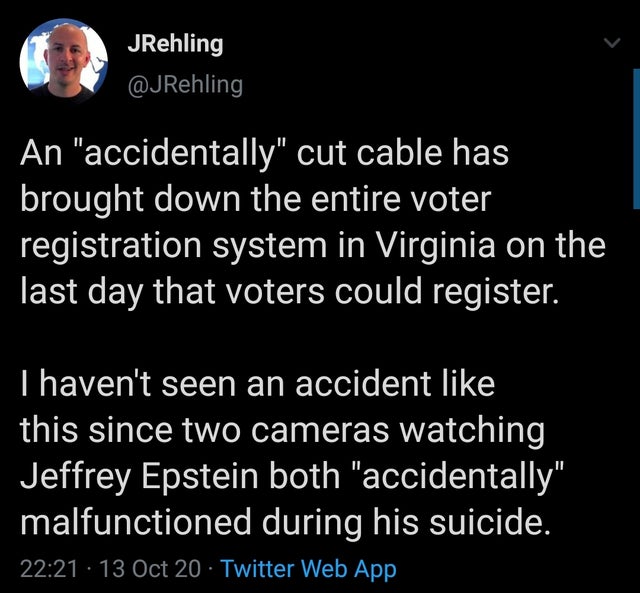 JRehling
@JRehling
An "accidentally" cut cable has
brought down the entire voter
registration system in Virginia on the
last day that voters could register.
I haven't seen an accident like
this since two cameras watching
Jeffrey Epstein both "accidentally"
malfunctioned during his suicide.
22:21 · 13 Oct 20 · Twitter Web App